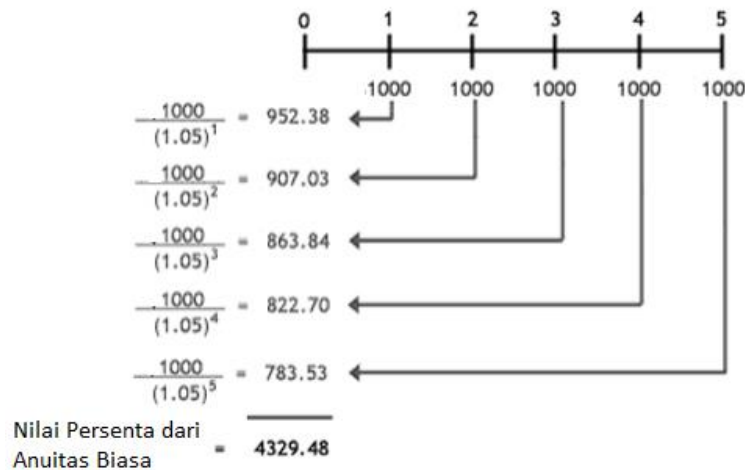 0 1 2 3 4 5
1000 1000 1000 1000 1000
1000
(1.05)^1 = 952.38
1000
(1.05)^2 = 907.03
1000
(1.05)^3 = 863.84
1000
(1.05)^4 = 822.70
1000
(1.05)^5 = 783.53
Nilai Persenta dari
Anuitas Biasa = 4329.48